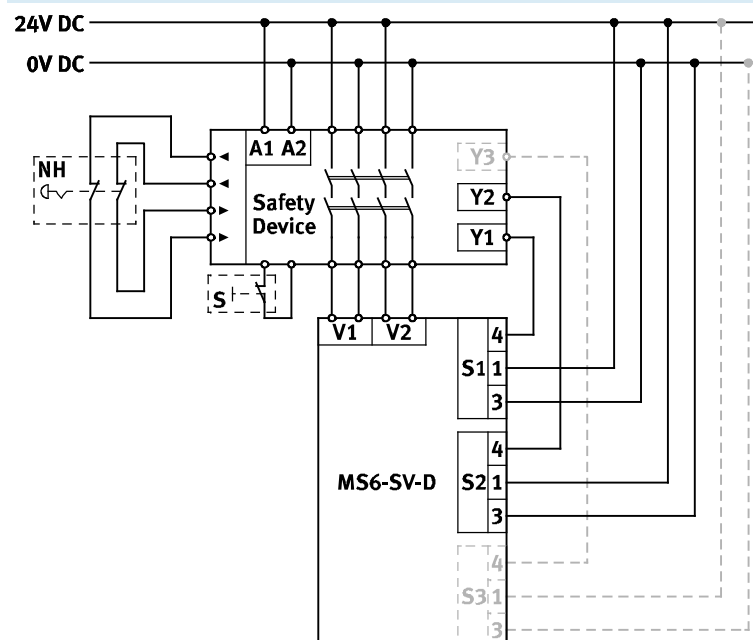 24V DC
0V DC
A1 A2
Y3
NH
Y2
Safety
Device
Y1
S
V1 V2
4
S1 1
3
4
MS6-SV-D S2 1
3
4
S3 1
3